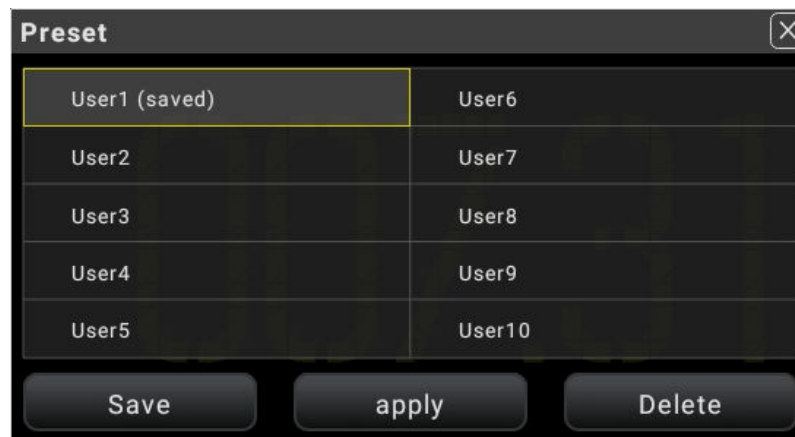 Preset
User1 (saved)
User6
User2
User7
User3
User8
User4
User9
User5
User10
Save
apply
Delete